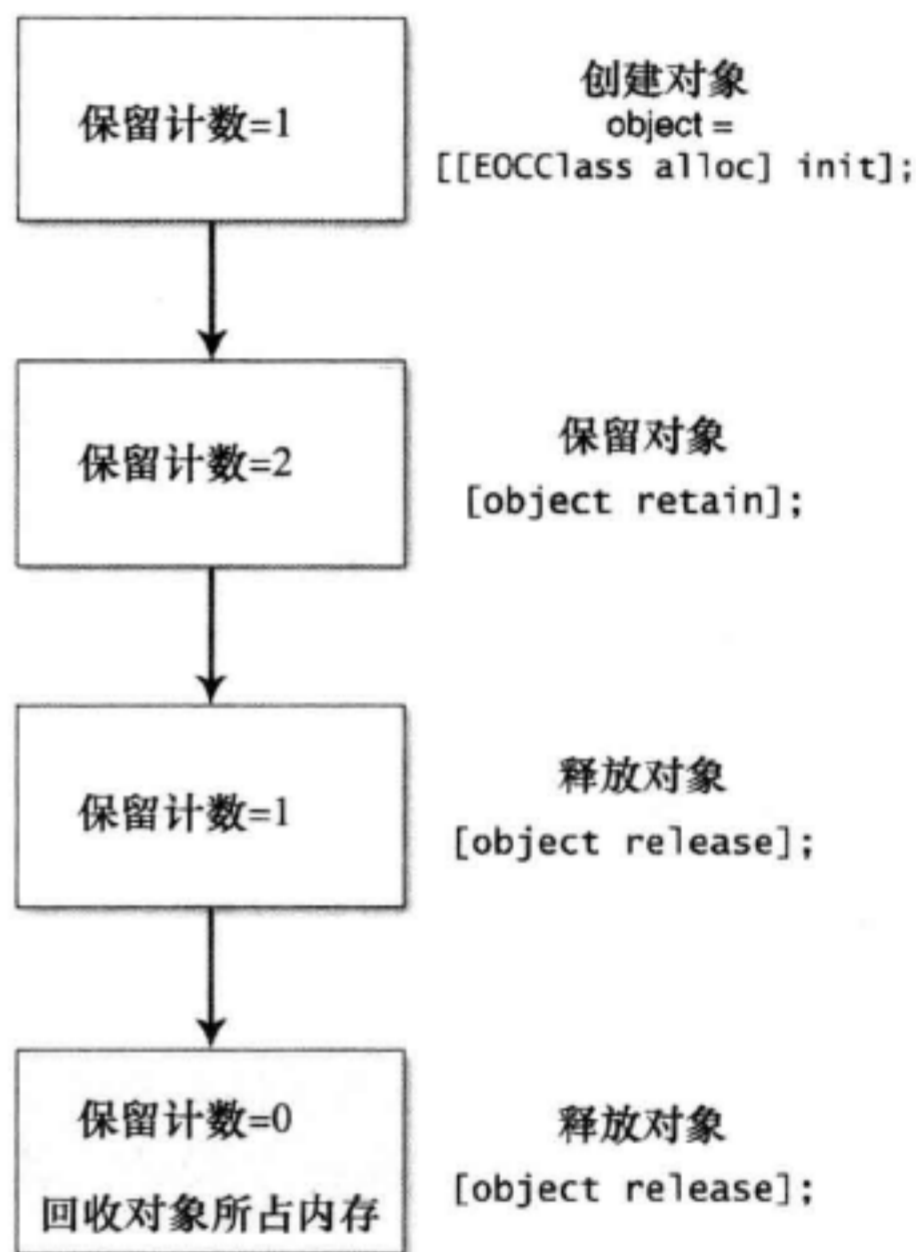 保留计数=1
创建对象
object =
[[EOCClass alloc] init];
保留计数=2
保留对象
[object retain];
保留计数=1
释放对象
[object release];
保留计数=0
回收对象所占内存
释放对象
[object release];